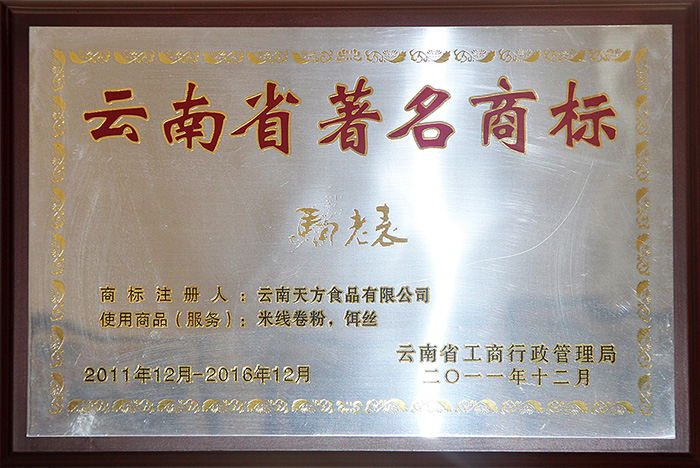 云南省著名商标
老表
商标注册人：云南天方食品有限公司
使用商品（服务）：米线卷粉，饵丝
云南省工商行政管理局
2011年12月-2016年12月
二〇一一年十二月